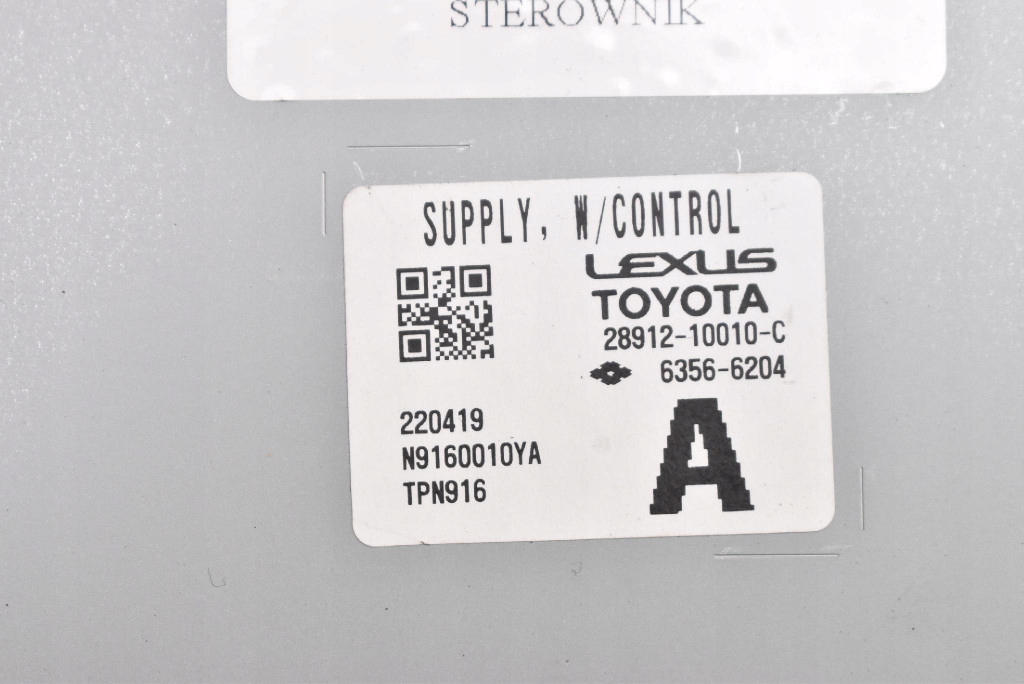 STEROWNIK
SUPPLY, W/CONTROL
LEXUS
TOYOTA
28912-10010-C
6356-6204
A
220419
N9160010YA
TPN916